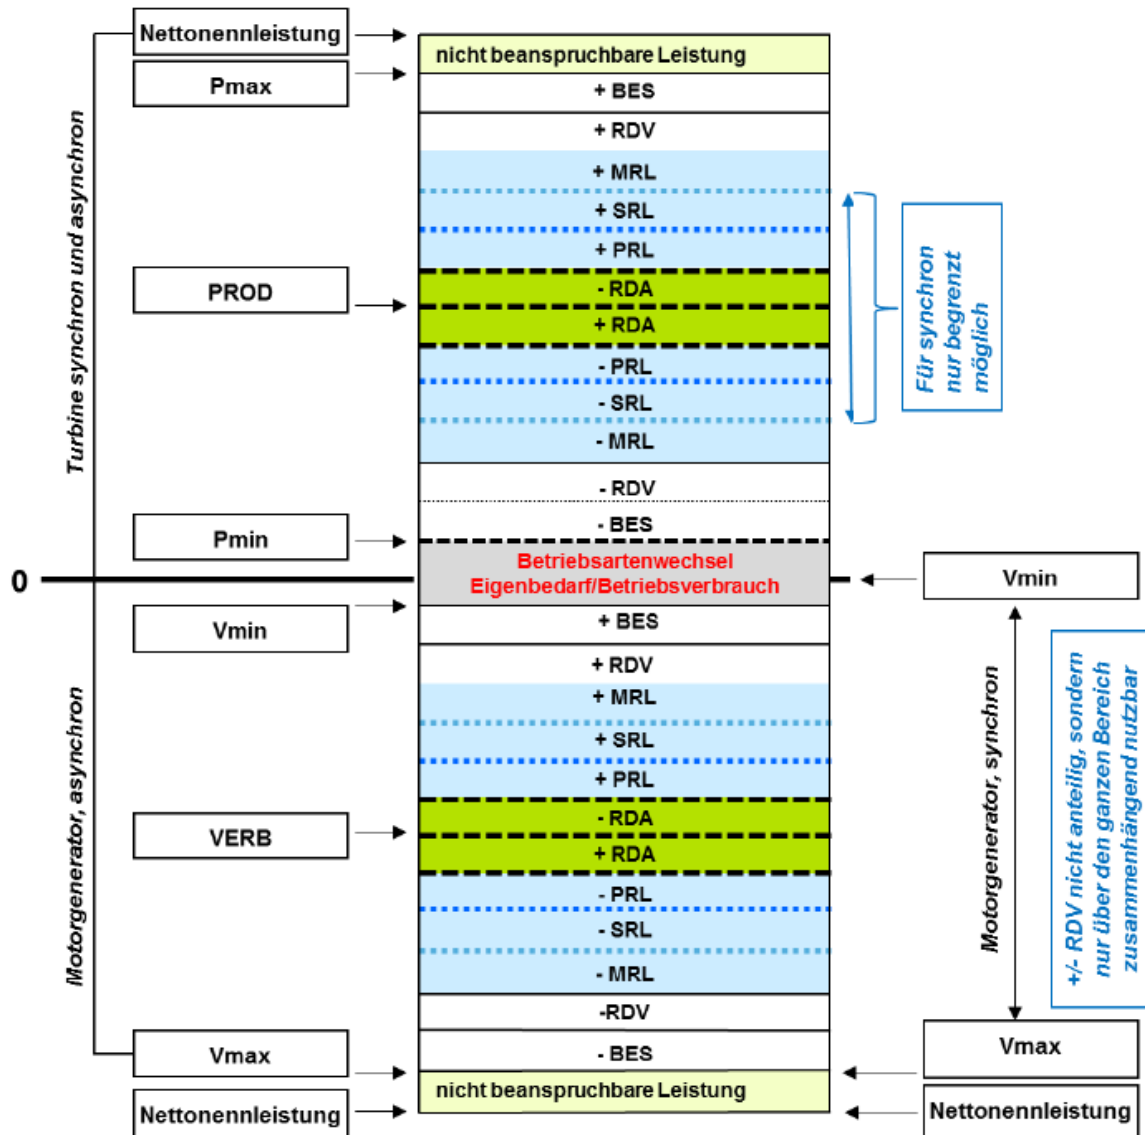 Nettonennleistung
nicht beanspruchbare Leistung
Pmax
+ BES
+ RDV
+ MRL
+ SRL
+ PRL
PROD
- RDA
+ RDA
- PRL
- SRL
- MRL
- RDV
- BES
Pmin
Turbine synchron und asynchron
Für synchron
nur begrenzt
möglich
0
Betriebsartenwechsel
Eigenbedarf/Betriebsverbrauch
Vmin
Vmin
+ BES
+ RDV
+ MRL
+ SRL
+ PRL
VERB
- RDA
+ RDA
- PRL
- SRL
- MRL
-RDV
- BES
Vmax
nicht beanspruchbare Leistung
Nettonennleistung
Motorgenerator, asynchron
Motorgenerator, synchron
+/- RDV nicht anteilig, sondern
nur über den ganzen Bereich
zusammenhängend nutzbar
Vmax
Nettonennleistung